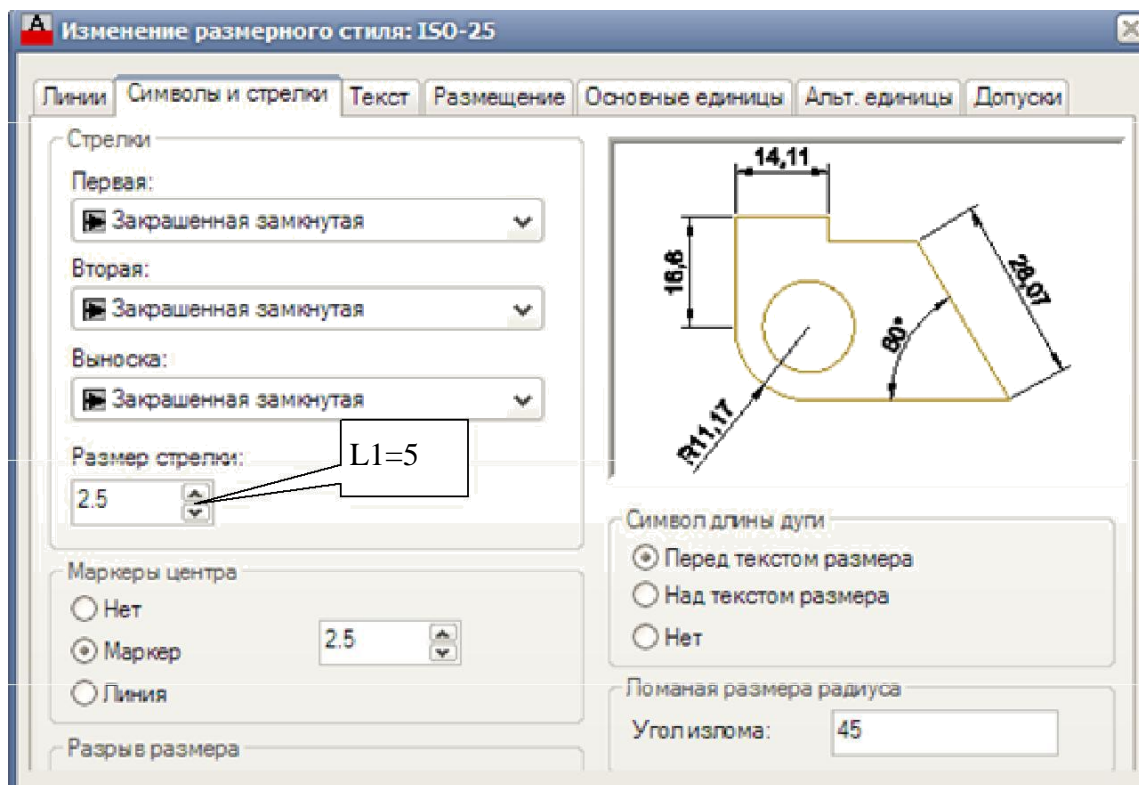 Изменение размерного стиля: ISO-25
Линии Символы и стрелки Текст Размещение Основные единицы Альт. единицы Допуски
Стрелки
Первая:
Закрашенная замкнутая
Вторая:
Закрашенная замкнутая
Выноска:
Закрашенная замкнутая
Размер стрелки:
2.5
L1=5
Маркеры центра
Нет
Маркер
2.5
Линия
Разрыв размера
14,11
16,6
28,07
60°
R11,17
Символ длины дуги
Перед текстом размера
Над текстом размера
Нет
Ломаная размера радиуса
Угол излома:
45